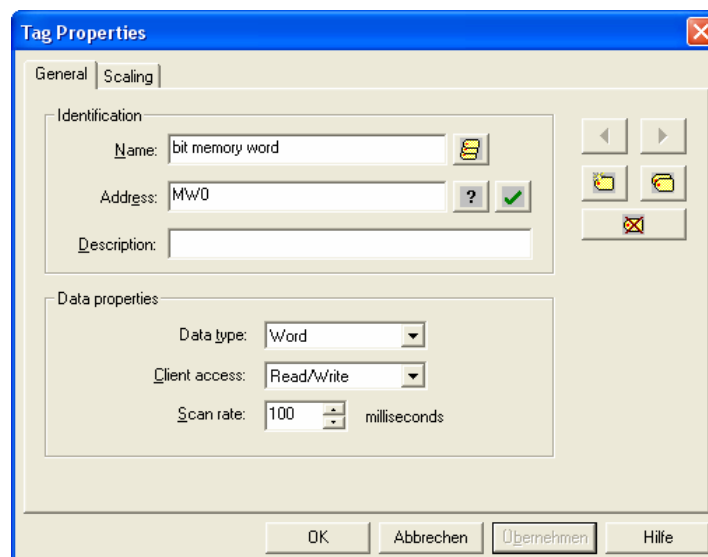 Tag Properties
General Scaling
Identification
Name: bit memory word
Address: MW0 ?
Description:
Data properties
Data type: Word
Client access: Read/Write
Scan rate: 100 milliseconds
OK Abbrechen Übernehmen Hilfe